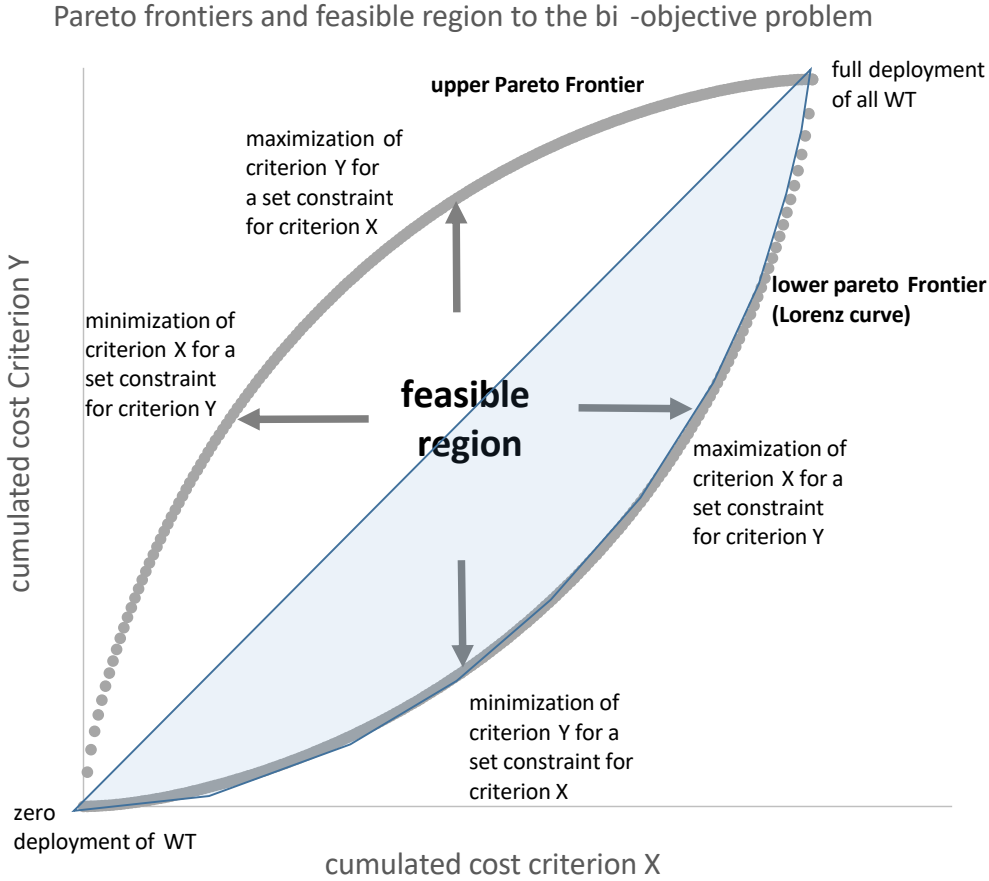 Pareto frontiers and feasible region to the bi -objective problem
upper Pareto Frontier
full deployment
of all WT
maximization of
criterion Y for
a set constraint
for criterion X
lower pareto Frontier
(Lorenz curve)
minimization of
criterion X for a
set constraint
for criterion Y
feasible
region
maximization of
criterion X for a
set constraint
for criterion Y
minimization of
criterion Y for a
set constraint for
criterion X
zero
deployment of WT
cumulated cost Criterion Y
cumulated cost criterion X